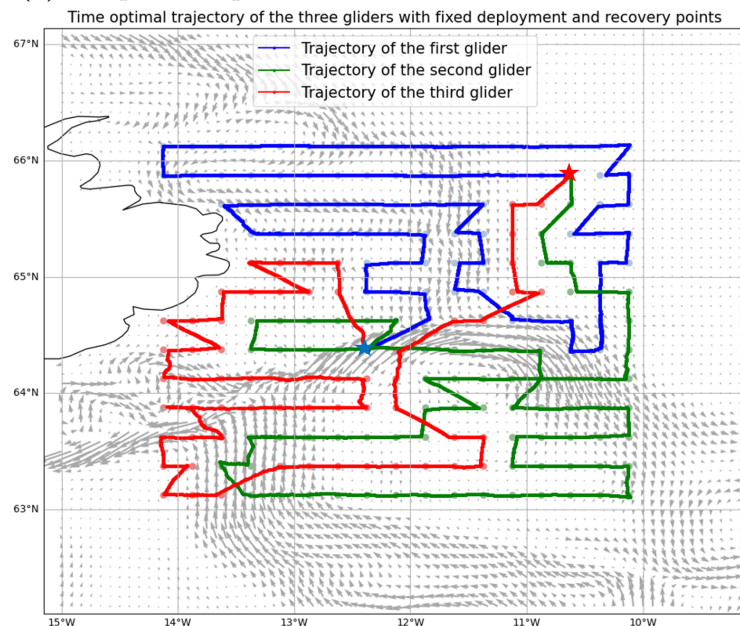 Time optimal trajectory of the three gliders with fixed deployment and recovery points
Trajectory of the first glider
Trajectory of the second glider
Trajectory of the third glider
67°N
66°N
65°N
64°N
63°N
15°W 14°W 13°W 12°W 11°W 10°W